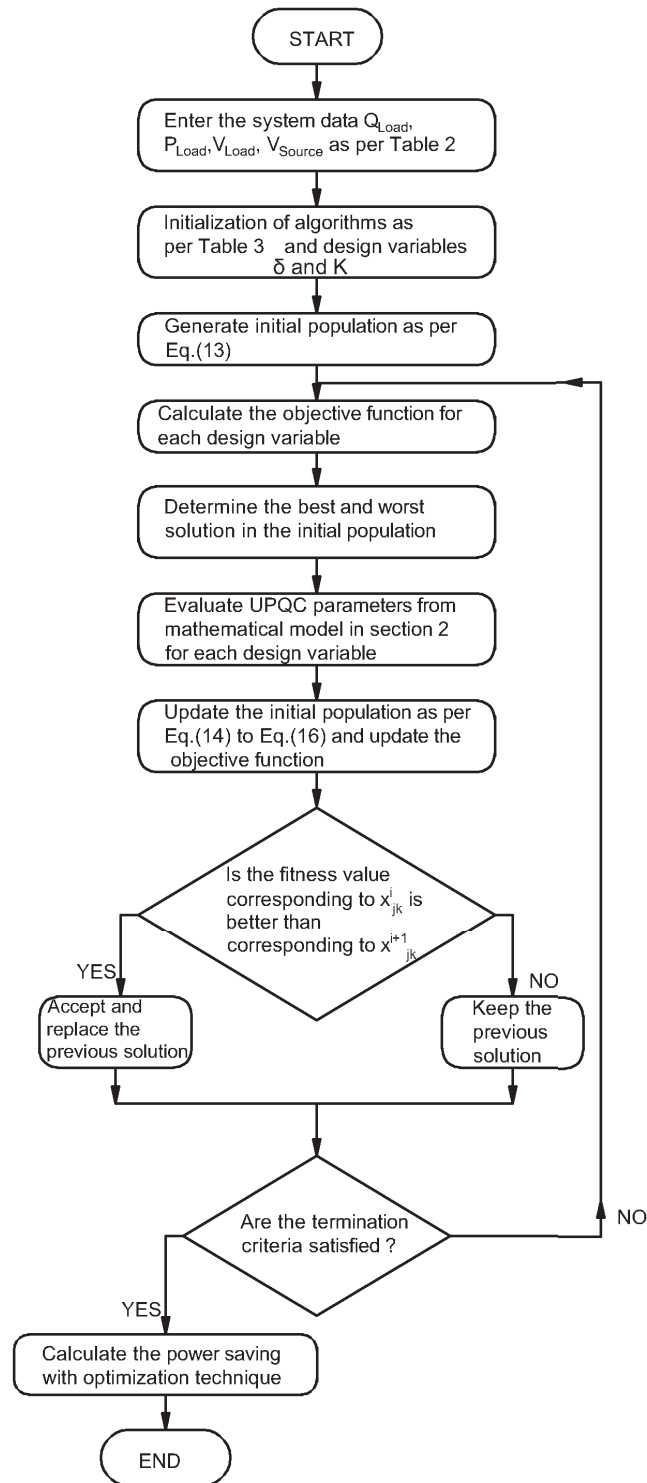 START
Enter the system data Q_Load,
P_Load,V_Load, V_Source as per Table 2
Initialization of algorithms as
per Table 3 and design variables
δ and K
Generate initial population as per
Eq.(13)
Calculate the objective function for
each design variable
Determine the best and worst
solution in the initial population
Evaluate UPQC parameters from
mathematical model in section 2
for each design variable
Update the initial population as per
Eq.(14) to Eq.(16) and update the
objective function
Is the fitness value
corresponding to x^i_jk is
better than
corresponding to x^i+1_jk
YES
NO
Accept and
replace the
previous solution
Keep the
previous
solution
Are the termination
criteria satisfied ?
NO
YES
Calculate the power saving
with optimization technique
END